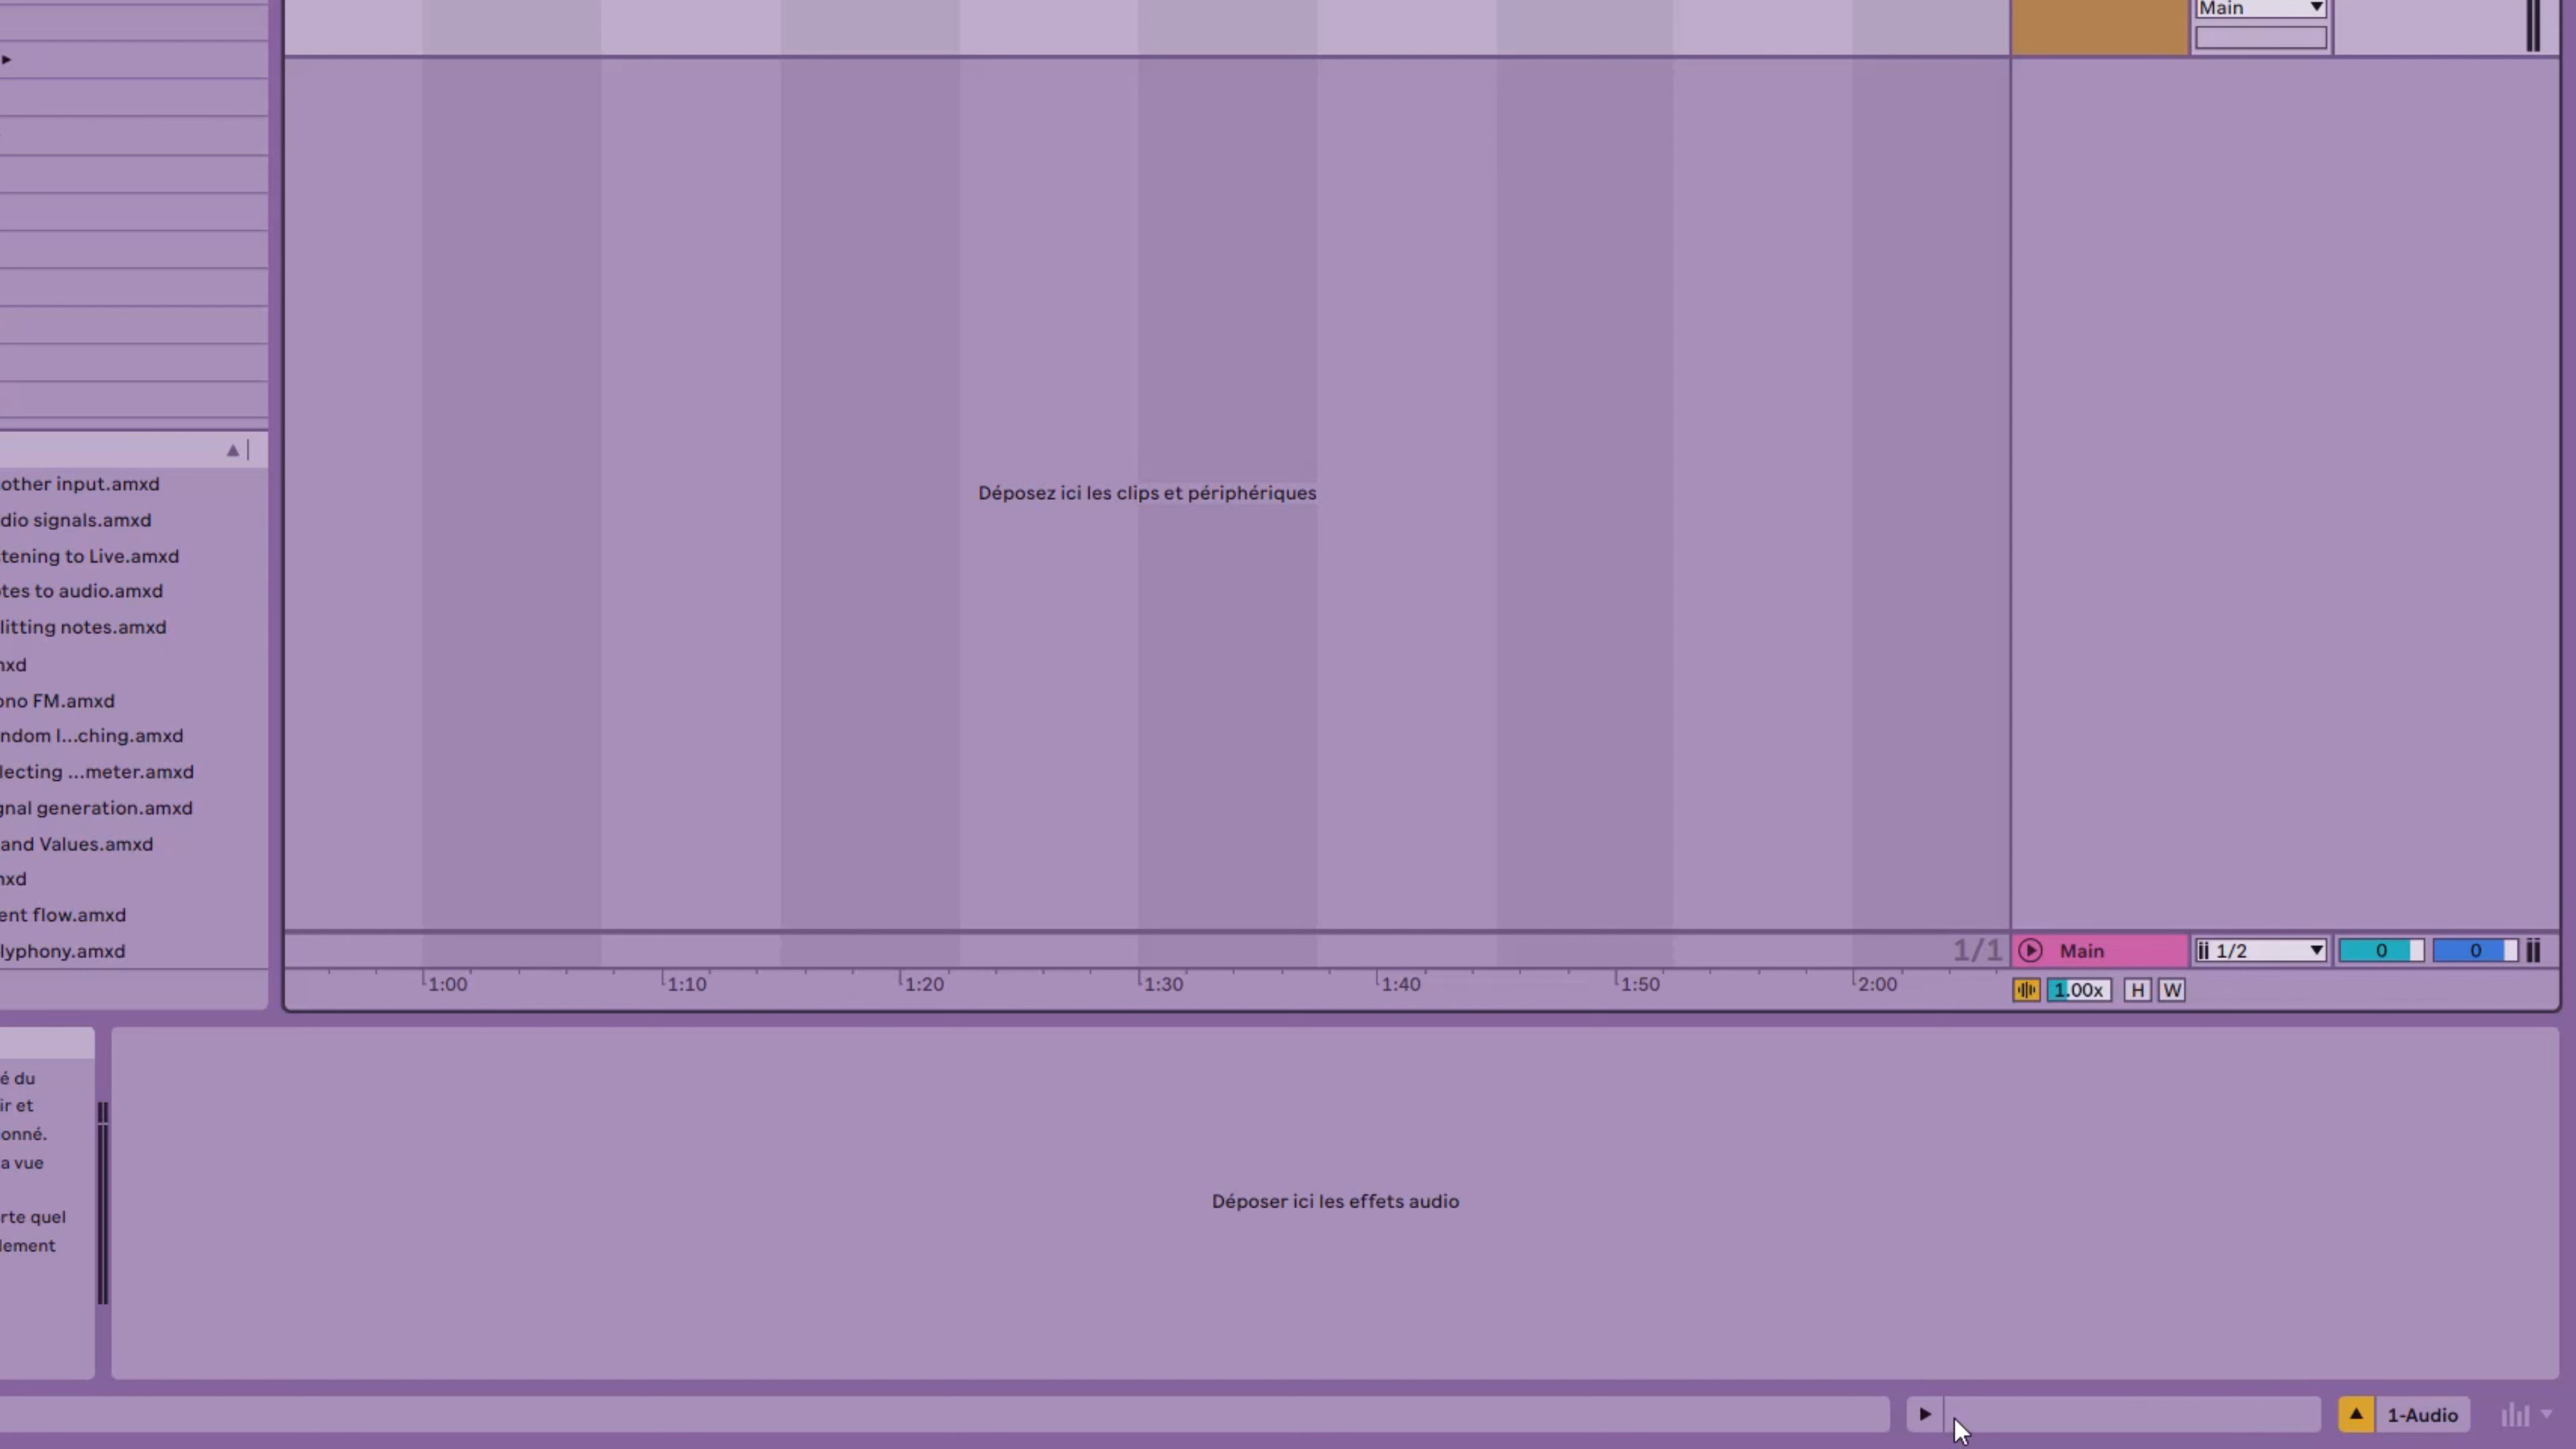 Main
other input.amxd
dio signals.amxd
tening to Live.amxd
tes to audio.amxd
litting notes.amxd
xd
ono FM.amxd
ndom I...ching.amxd
lecting ...meter.amxd
gnal generation.amxd
and Values.amxd
xd
ent flow.amxd
lyphony.amxd
Déposez ici les clips et périphériques
1/1 Main 1/2 0 0
1:00 1:10 1:20 1:30 1:40 1:50 2:00
1.00x H W
é du
ir et
onné.
a vue
rte quel
lement
Déposer ici les effets audio
1-Audio